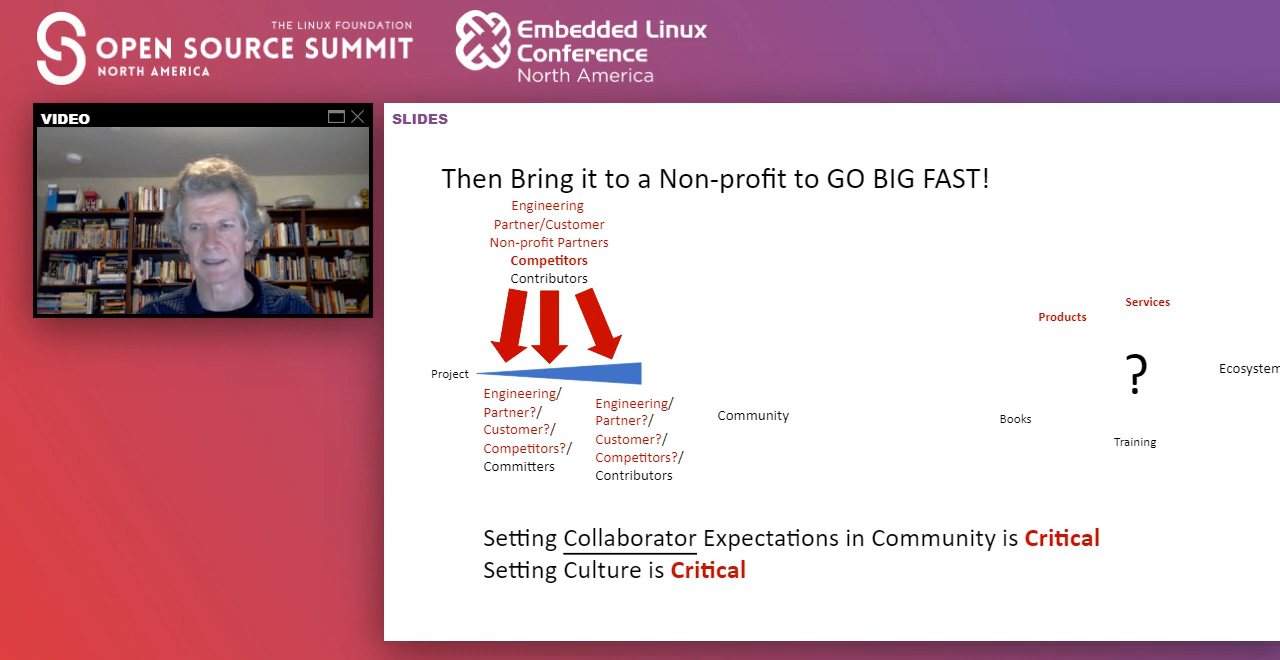 THE LINUX FOUNDATION
OPEN SOURCE SUMMIT
NORTH AMERICA
Embedded Linux
Conference
North America
VIDEO
SLIDES
Then Bring it to a Non-profit to GO BIG FAST!
Engineering
Partner/Customer
Non-profit Partners
Competitors
Contributors
Services
Products
Project
?
Ecosystem
Engineering/
Partner?/
Customer?/
Competitors?/
Committers
Engineering/
Partner?/
Customer?/
Competitors?/
Contributors
Community
Books
Training
Setting Collaborator Expectations in Community is Critical
Setting Culture is Critical